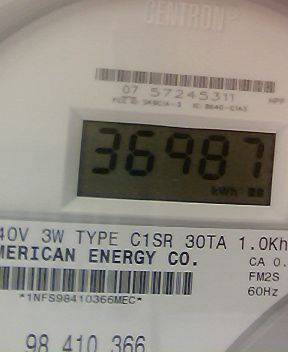 CENTRON®
07 57245311
36987
kWh
40V 3W TYPE C1SR 30TA 1.0Kh
MERICAN ENERGY CO.
CA 0.
FM2S
60Hz
*1NFS98410366MEC*
98 410 366